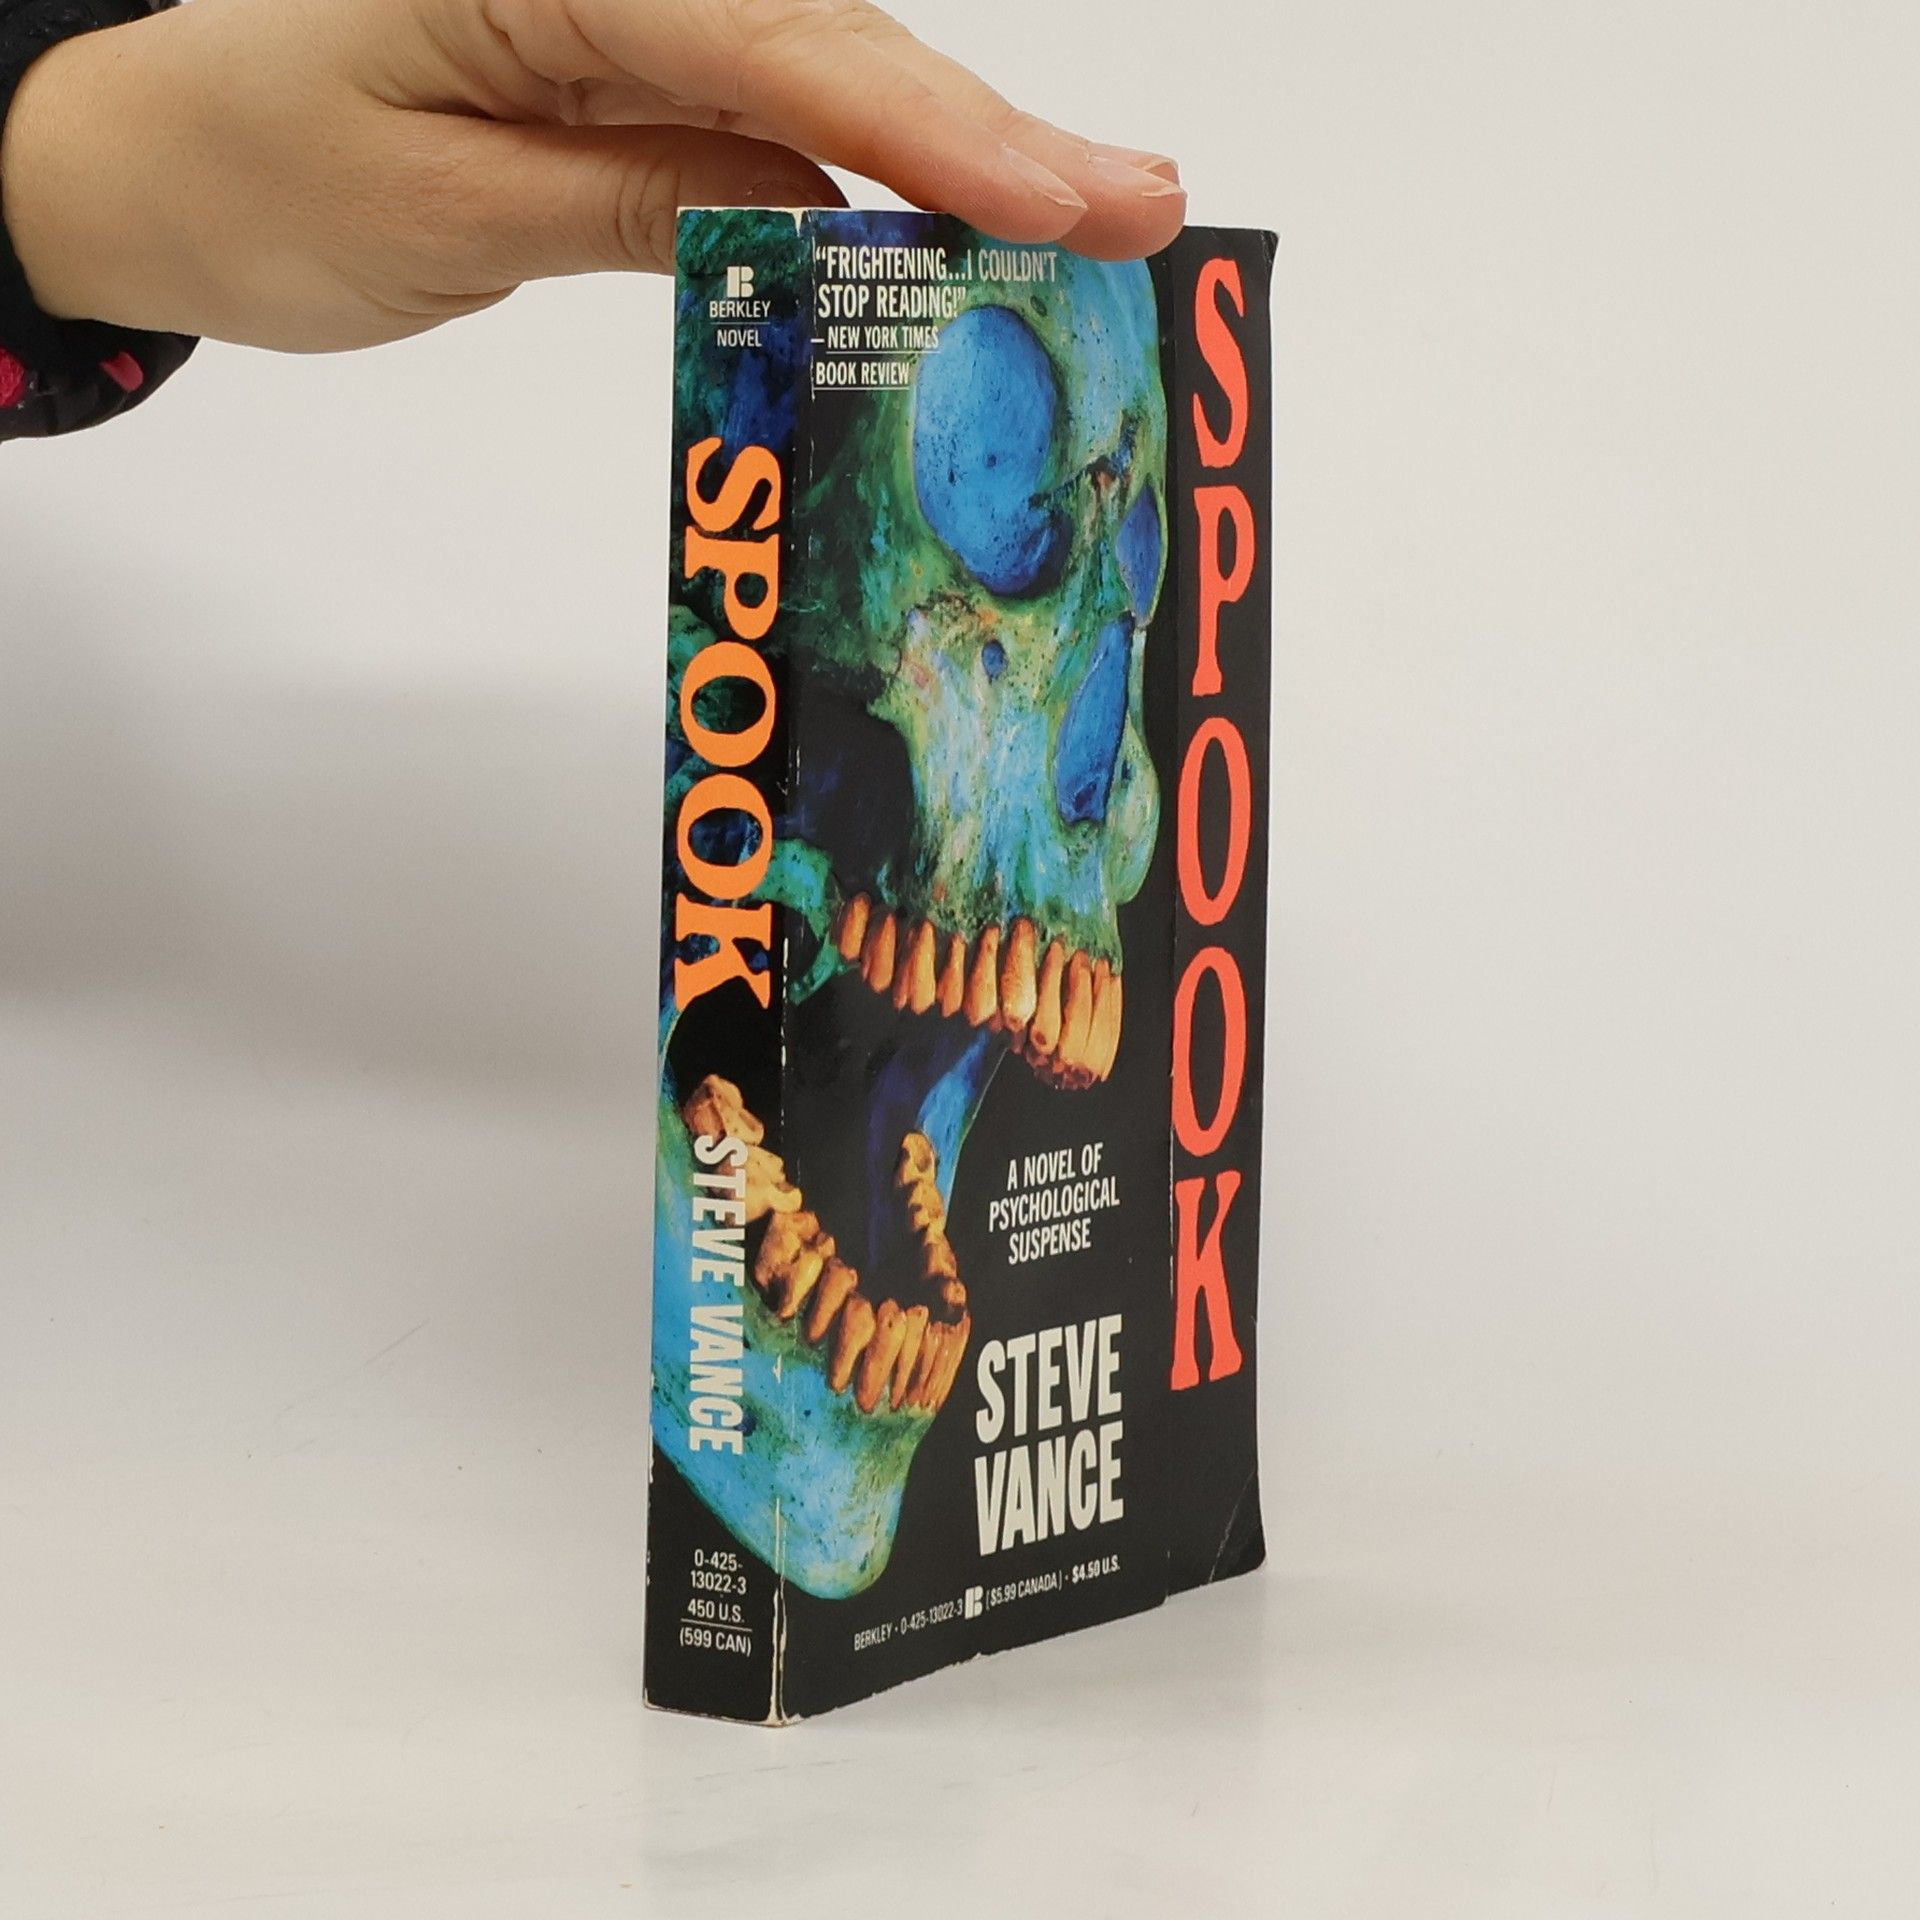 BERKLEY
NOVEL
SPOOK
STEVE VANCE
0-425-
13022-3
450 U.S.
(599 CAN)
“FRIGHTENING...I COULDN'T
STOP READING!”
—NEW YORK TIMES
BOOK REVIEW
A NOVEL OF
PSYCHOLOGICAL
SUSPENSE
STEVE
VANCE
BERKLEY • 0-425-13022-3 B [$5.99 CANADA] • $4.50 U.S.
SPOOK